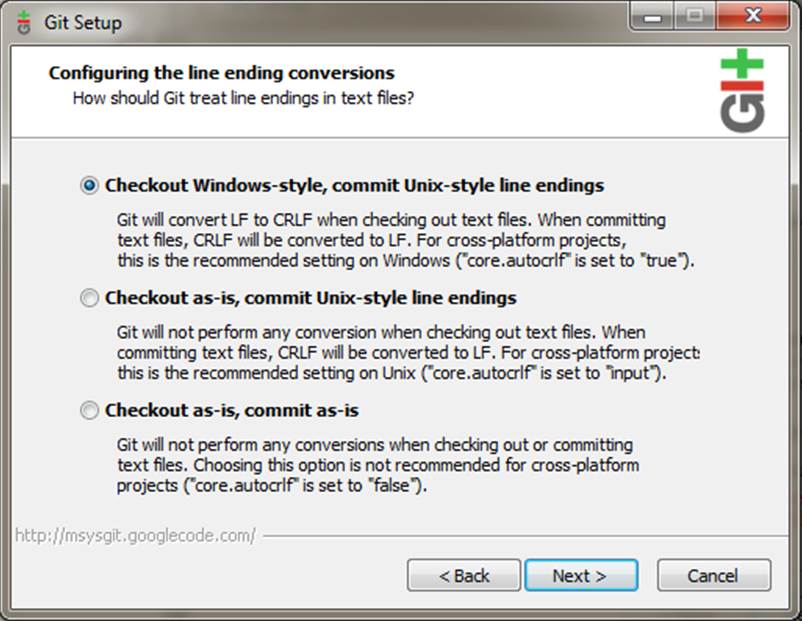 Git Setup
Configuring the line ending conversions
How should Git treat line endings in text files?
GIT
Checkout Windows-style, commit Unix-style line endings
Git will convert LF to CRLF when checking out text files. When committing
text files, CRLF will be converted to LF. For cross-platform projects,
this is the recommended setting on Windows ("core.autocrlf" is set to "true").
Checkout as-is, commit Unix-style line endings
Git will not perform any conversion when checking out text files. When
committing text files, CRLF will be converted to LF. For cross-platform project
this is the recommended setting on Unix ("core.autocrlf" is set to "input").
Checkout as-is, commit as-is
Git will not perform any conversions when checking out or committing
text files. Choosing this option is not recommended for cross-platform
projects ("core.autocrlf" is set to "false").
http://msysgit.googlecode.com/
< Back
Next >
Cancel